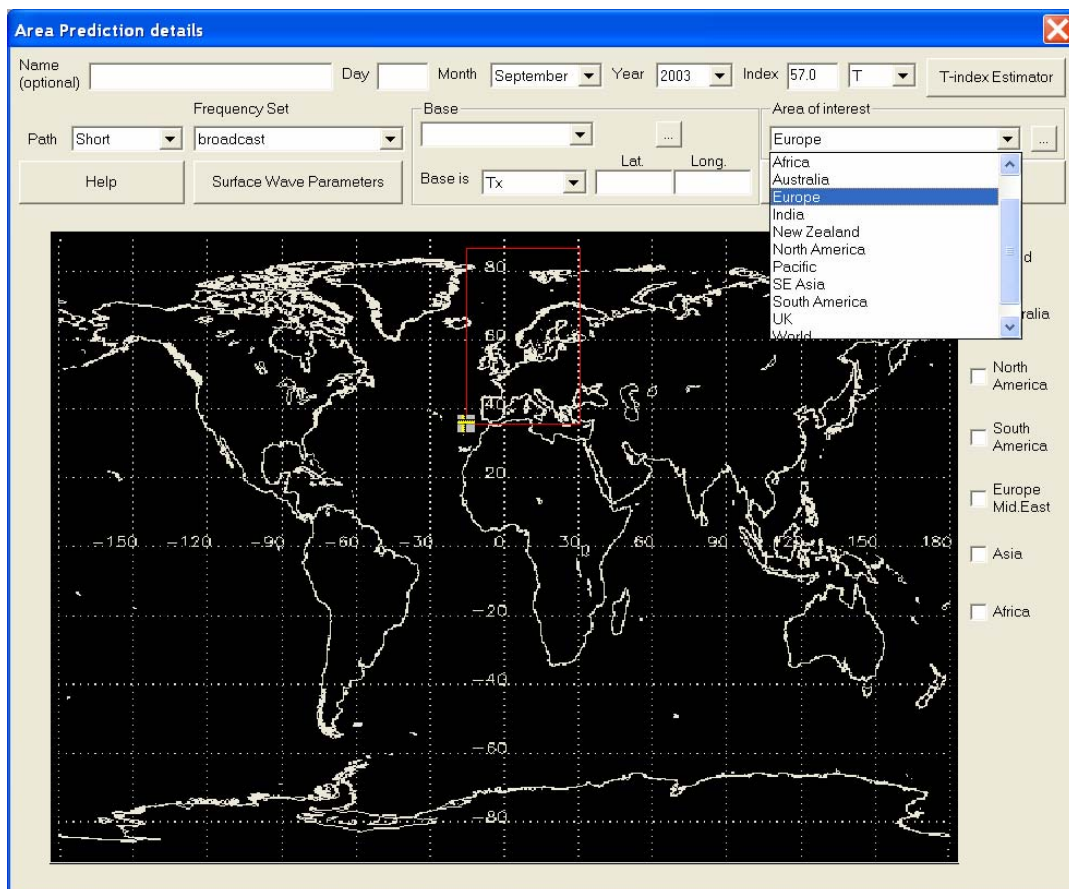 Area Prediction details
Name
(optional)
Day
Month September
Year 2003
Index 57.0 T
T-index Estimator
Frequency Set
Base
Area of interest
Path Short
broadcast
...
Europe
...
Lat. Long.
Help
Surface Wave Parameters
Base is Tx
Africa
Australia
Europe
India
New Zealand
North America
Pacific
SE Asia
South America
UK
World
d
ralia
North
America
South
America
Europe
Mid.East
Asia
Africa
80
60
40
20
-150 -120 -90 -60 -30 0 30 60 90 120 150 180
-20
-40
-60
-80